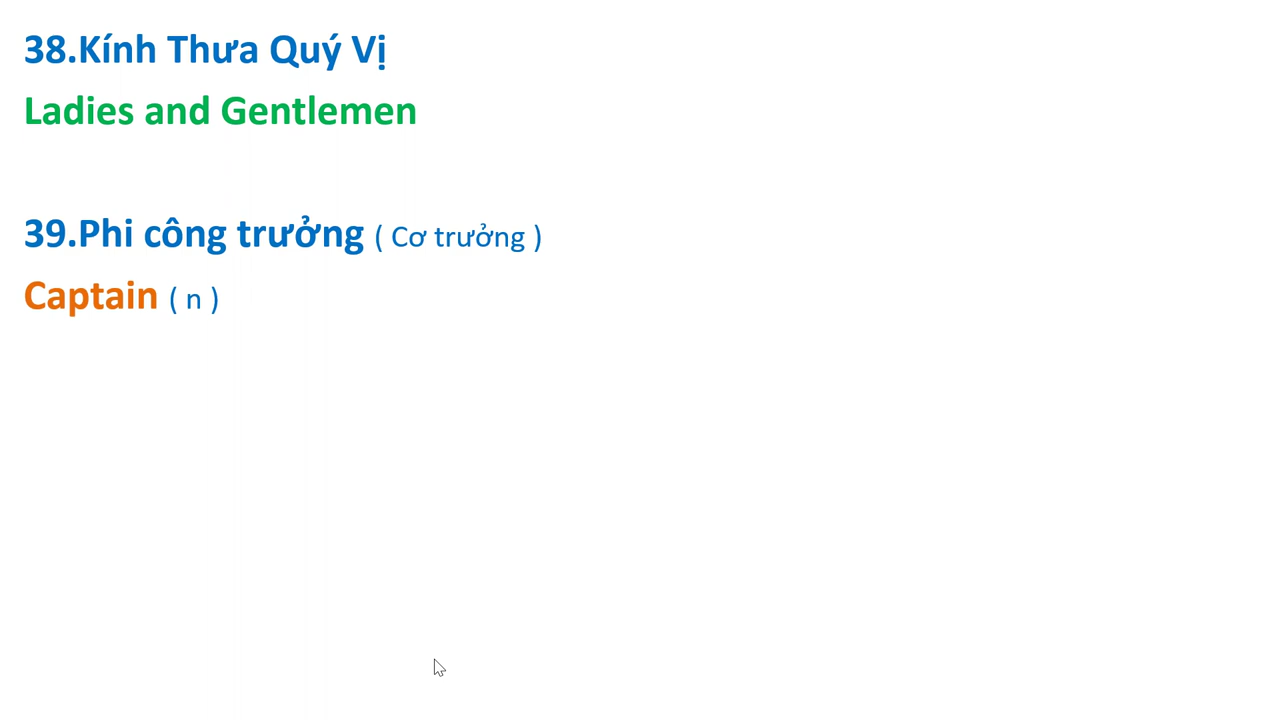 38.Kính Thưa Quý Vị
Ladies and Gentlemen
39.Phi công trưởng ( Cơ trưởng )
Captain ( n )